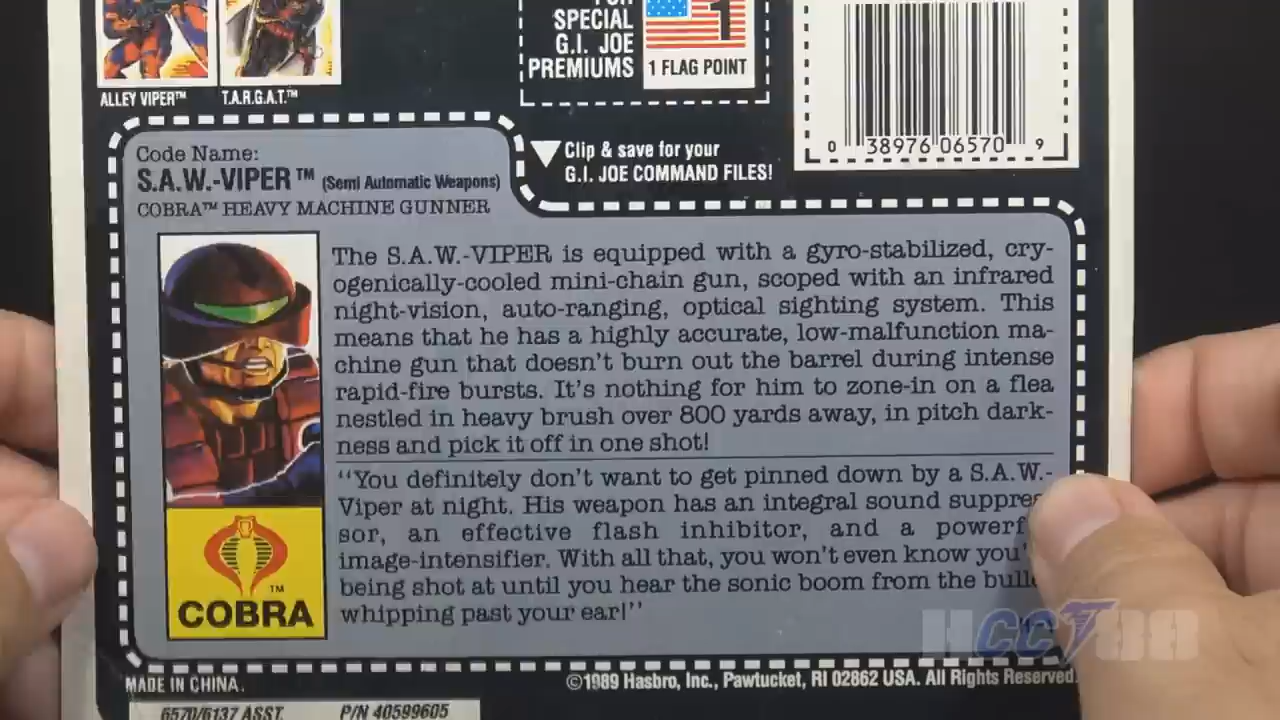 FOR
SPECIAL
G.I. JOE
PREMIUMS
1
1 FLAG POINT
ALLEY VIPER™
T.A.R.G.A.T.™
0 38976 06570 9
Clip & save for your
G.I. JOE COMMAND FILES!
Code Name:
S.A.W.-VIPER™ (Semi Automatic Weapons)
COBRA™ HEAVY MACHINE GUNNER
The S.A.W.-VIPER is equipped with a gyro-stabilized, cry-
ogenically-cooled mini-chain gun, scoped with an infrared
night-vision, auto-ranging, optical sighting system. This
means that he has a highly accurate, low-malfunction ma-
chine gun that doesn't burn out the barrel during intense
rapid-fire bursts. It's nothing for him to zone-in on a flea
nestled in heavy brush over 800 yards away, in pitch dark-
ness and pick it off in one shot!
"You definitely don't want to get pinned down by a S.A.W.-
Viper at night. His weapon has an integral sound suppres
sor, an effective flash inhibitor, and a powerf
image-intensifier. With all that, you won't even know you'
being shot at until you hear the sonic boom from the bulle
whipping past your ear!"
TM
COBRA
HCC788
MADE IN CHINA.
©1989 Hasbro, Inc., Pawtucket, RI 02862 USA. All Rights Reserved.
6570/6137 ASST. P/N 40599605